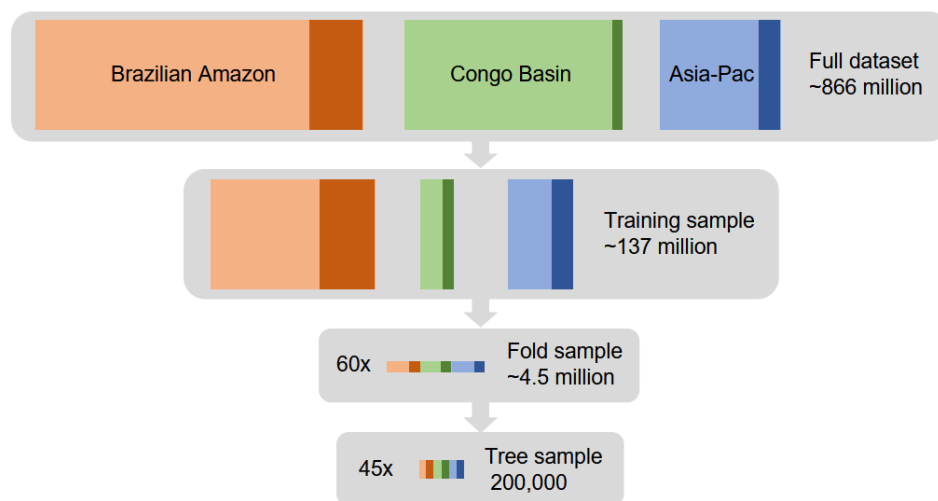 Brazilian Amazon
Congo Basin
Asia-Pac
Full dataset
~866 million
Training sample
~137 million
60x
Fold sample
~4.5 million
45x
Tree sample
200,000